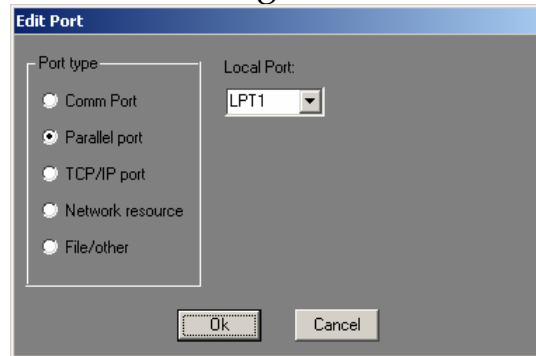 Edit Port
Port type
Local Port:
Comm Port
LPT1
Parallel port
TCP/IP port
Network resource
File/other
Ok
Cancel